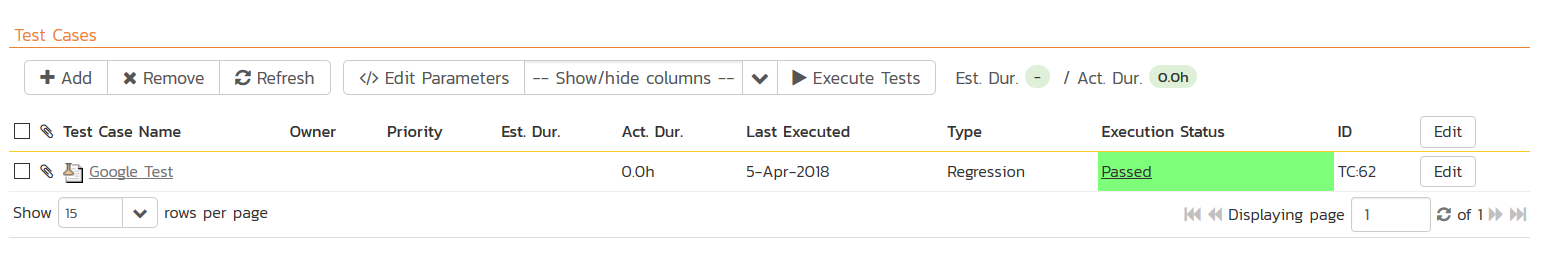 Test Cases
Add Remove Refresh </> Edit Parameters -- Show/hide columns -- Execute Tests Est. Dur. - / Act. Dur. 0.0h
Test Case Name Owner Priority Est. Dur. Act. Dur. Last Executed Type Execution Status ID Edit
Google Test 0.0h 5-Apr-2018 Regression Passed TC:62 Edit
Show 15 rows per page Displaying page 1 of 1